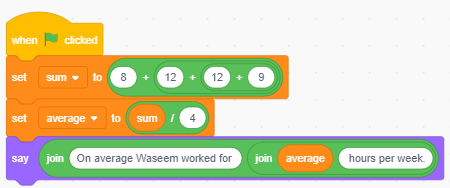 when clicked
set sum to 8 + 12 + 12 + 9
set average to sum / 4
say join On average Waseem worked for join average hours per week.